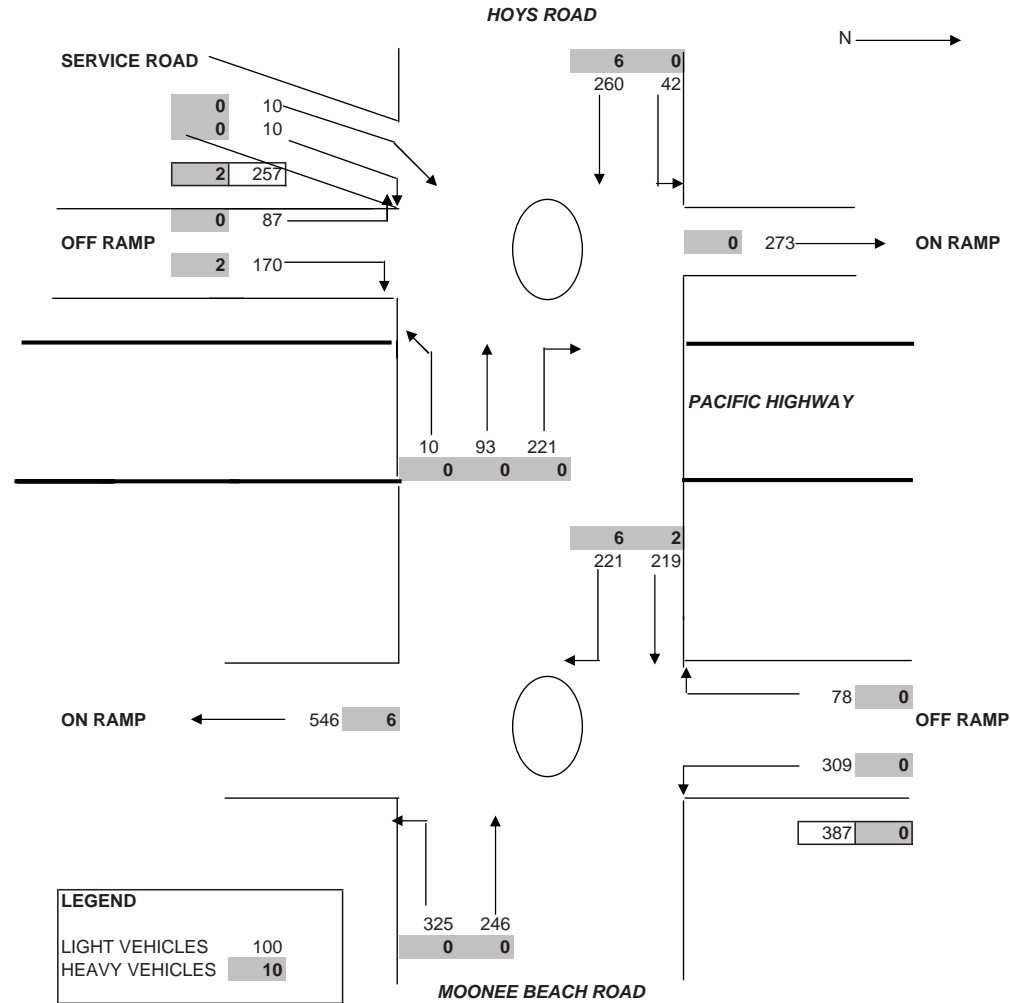 HOYS ROAD
N
SERVICE ROAD
6 0
260 42
0 10
0 10
2 257
0 87
OFF RAMP
0 273
ON RAMP
2 170
PACIFIC HIGHWAY
10 93 221
0 0 0
6 2
221 219
78 0
ON RAMP
546 6
OFF RAMP
309 0
387 0
LEGEND
325 246
LIGHT VEHICLES 100
0 0
HEAVY VEHICLES 10
MOONEE BEACH ROAD